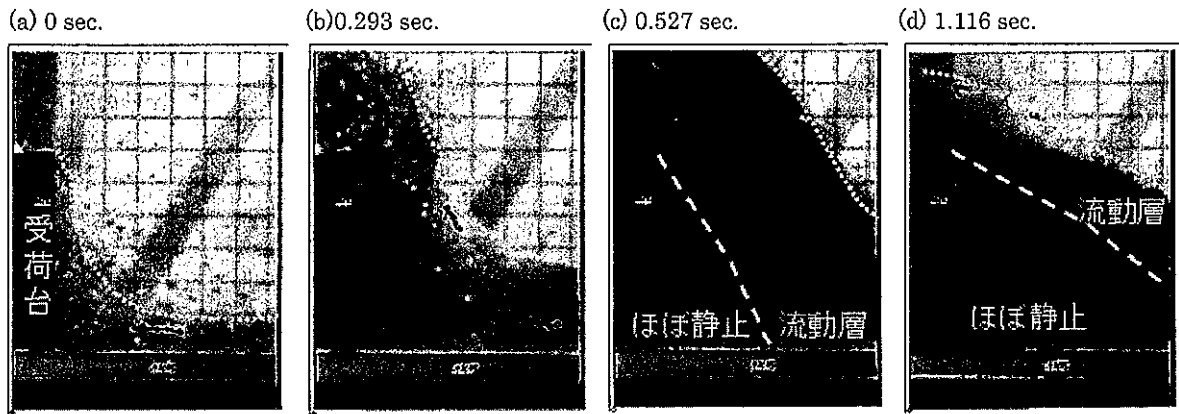 (a) 0 sec.
(b)0.293 sec.
(c) 0.527 sec.
(d) 1.116 sec.
受荷台
ほぼ静止
流動層
流動層
ほぼ静止